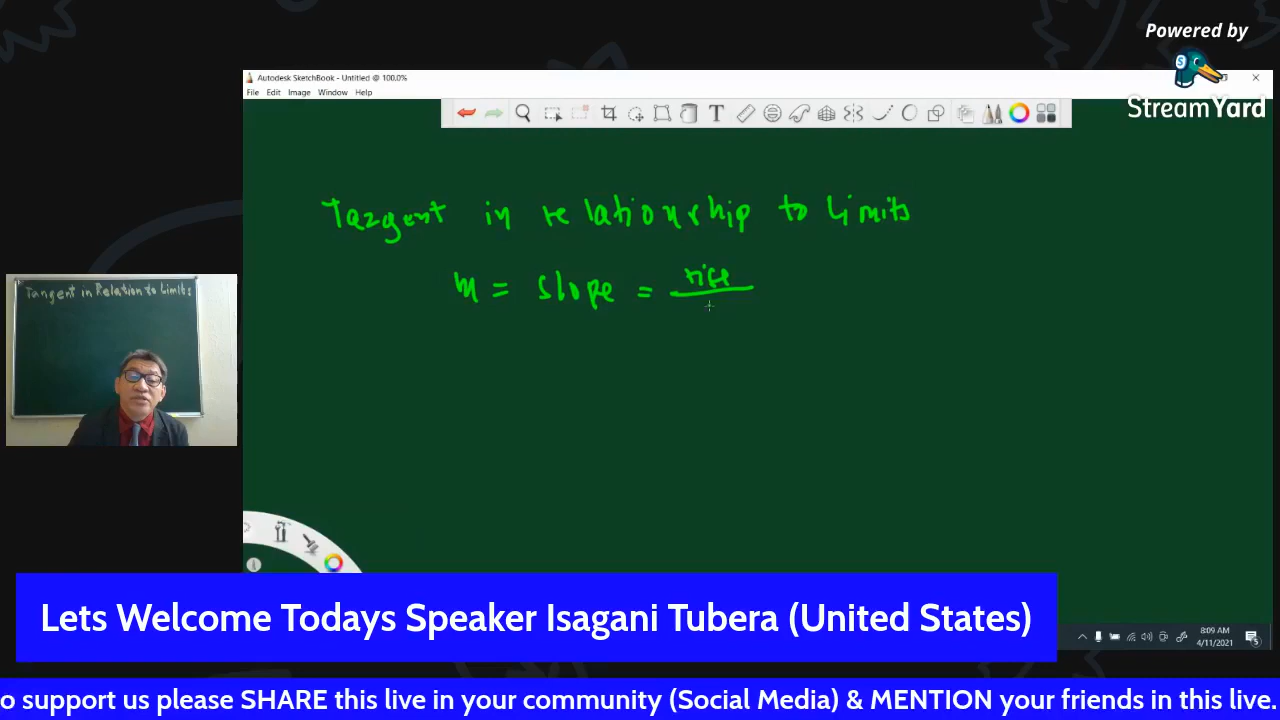 Powered by
StreamYard
Autodesk SketchBook - Untitled @ 100.0%
File Edit Image Window Help
T
Tangent in relationship to Limits
m = slope = rise
Tangent in Relation to Limits
Lets Welcome Todays Speaker Isagani Tubera (United States)
8:09 AM
4/11/2021
5
o support us please SHARE this live in your community (Social Media) & MENTION your friends in this live.